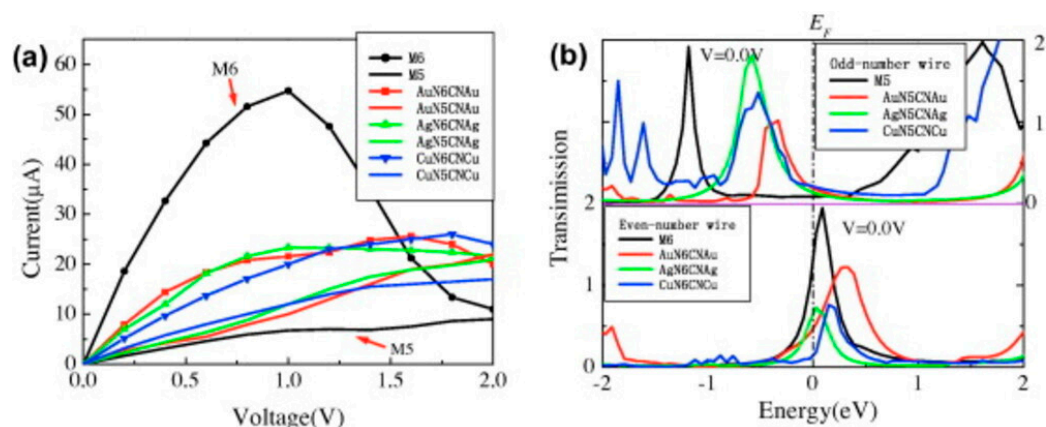 (a)
60
50
40
30
20
10
0
Current(μA)
0.0 0.5 1.0 1.5 2.0
Voltage(V)
M6
M5
M6
M5
AuN6CNAu
AuN5CNAu
AgN6CNAg
AgN5CNAg
CuN6CNCu
CuN5CNCu
(b)
E_F
V=0.0V
Odd-number wire
M5
AuN5CNAu
AgN5CNAg
CuN5CNCu
2
1
0
Transimission
2
1
0
Even-number wire
M6
AuN6CNAu
AgN6CNAg
CuN6CNCu
V=0.0V
-2 -1 0 1 2
Energy(eV)